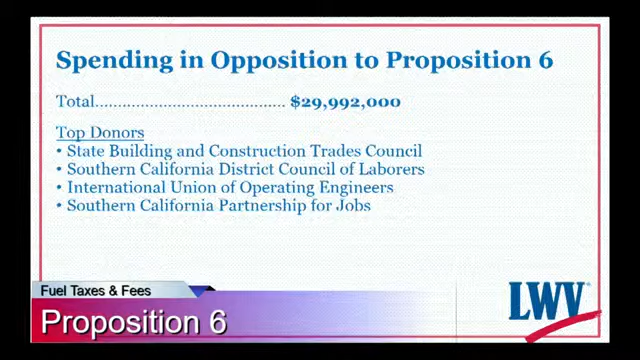 Spending in Opposition to Proposition 6
Total.......................................... $29,992,000
Top Donors
• State Building and Construction Trades Council
• Southern California District Council of Laborers
• International Union of Operating Engineers
• Southern California Partnership for Jobs
Fuel Taxes & Fees
Proposition 6
LWV